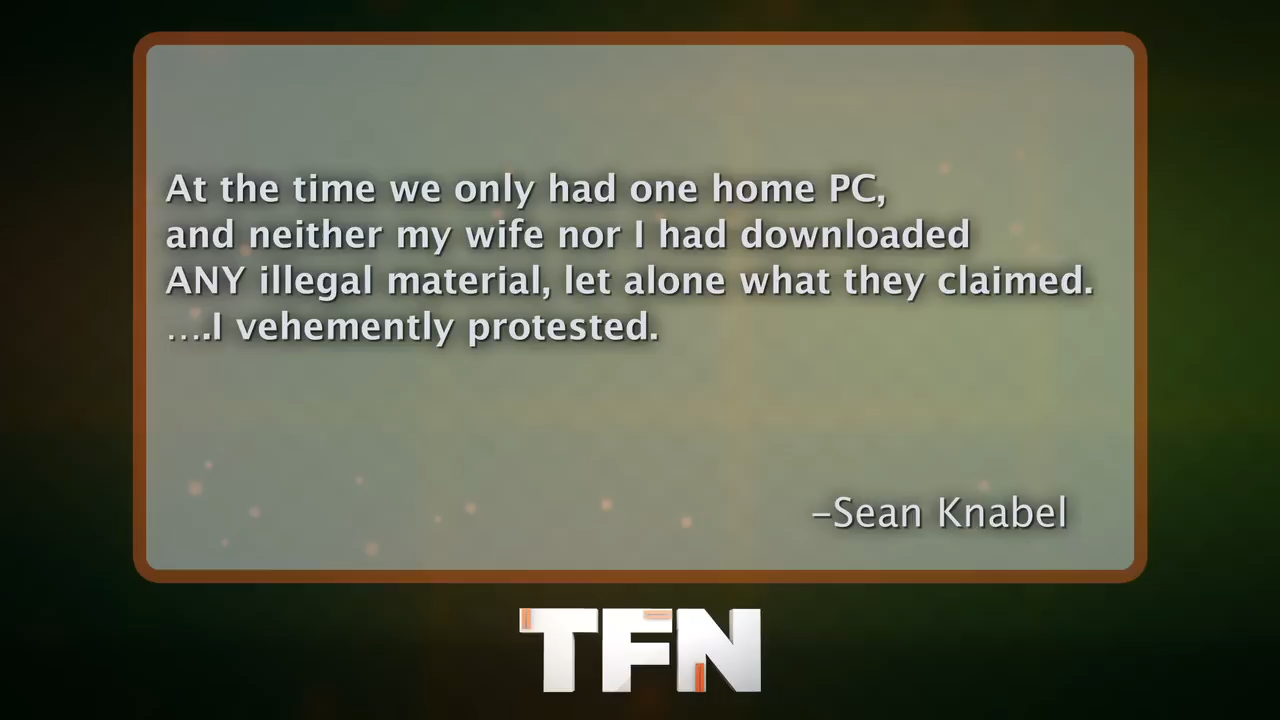 At the time we only had one home PC,
and neither my wife nor I had downloaded
ANY illegal material, let alone what they claimed.
….I vehemently protested.
–Sean Knabel
TFN